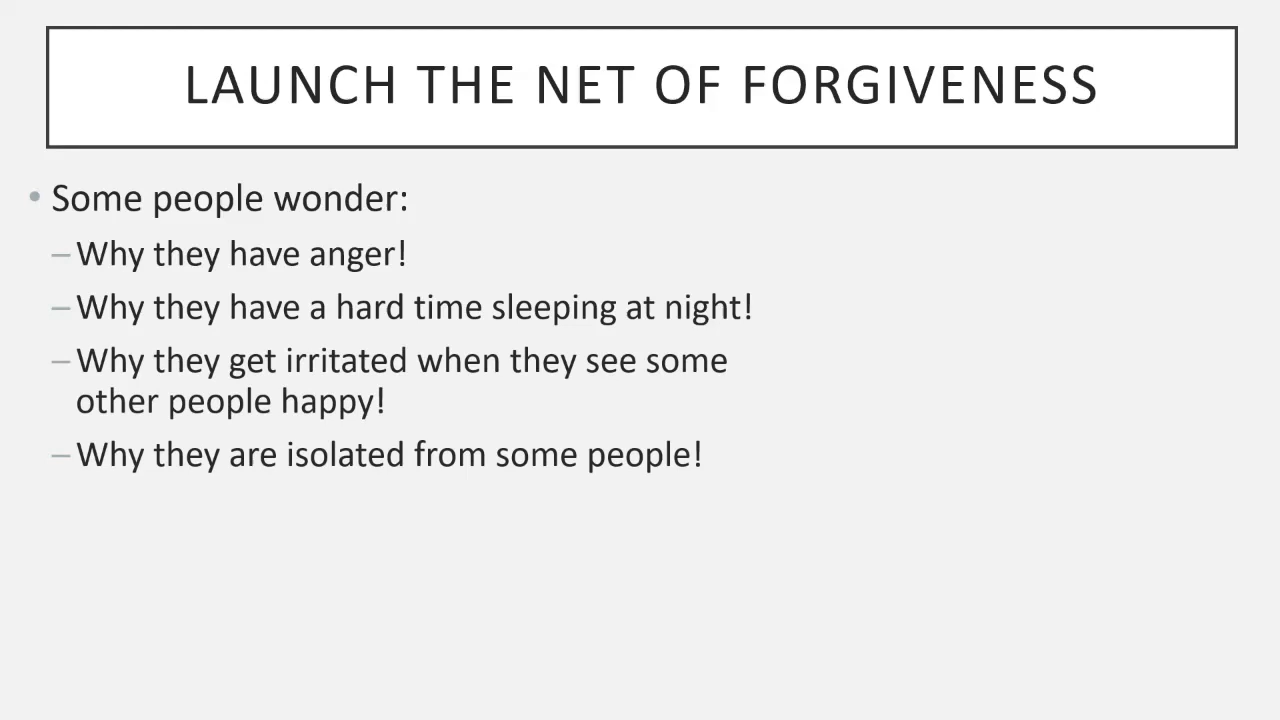 LAUNCH THE NET OF FORGIVENESS
• Some people wonder:
– Why they have anger!
– Why they have a hard time sleeping at night!
– Why they get irritated when they see some
other people happy!
– Why they are isolated from some people!